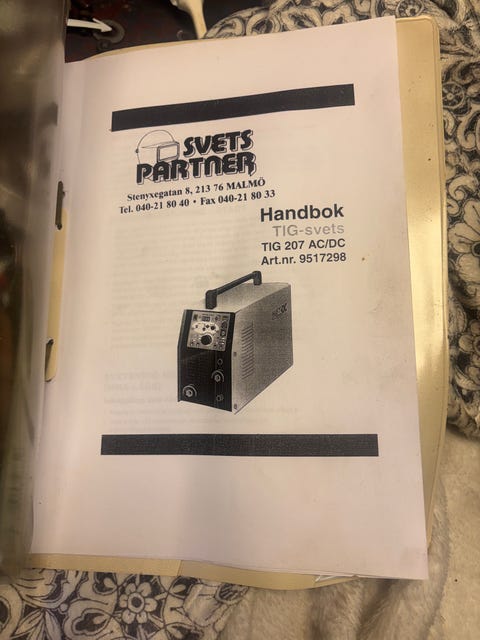 SVETS
PARTNER
Stenyxegatan 8, 213 76 MALMÖ
Tel. 040-21 80 40 • Fax 040-21 80 33
Handbok
TIG-svets
TIG 207 AC/DC
Art.nr. 9517298